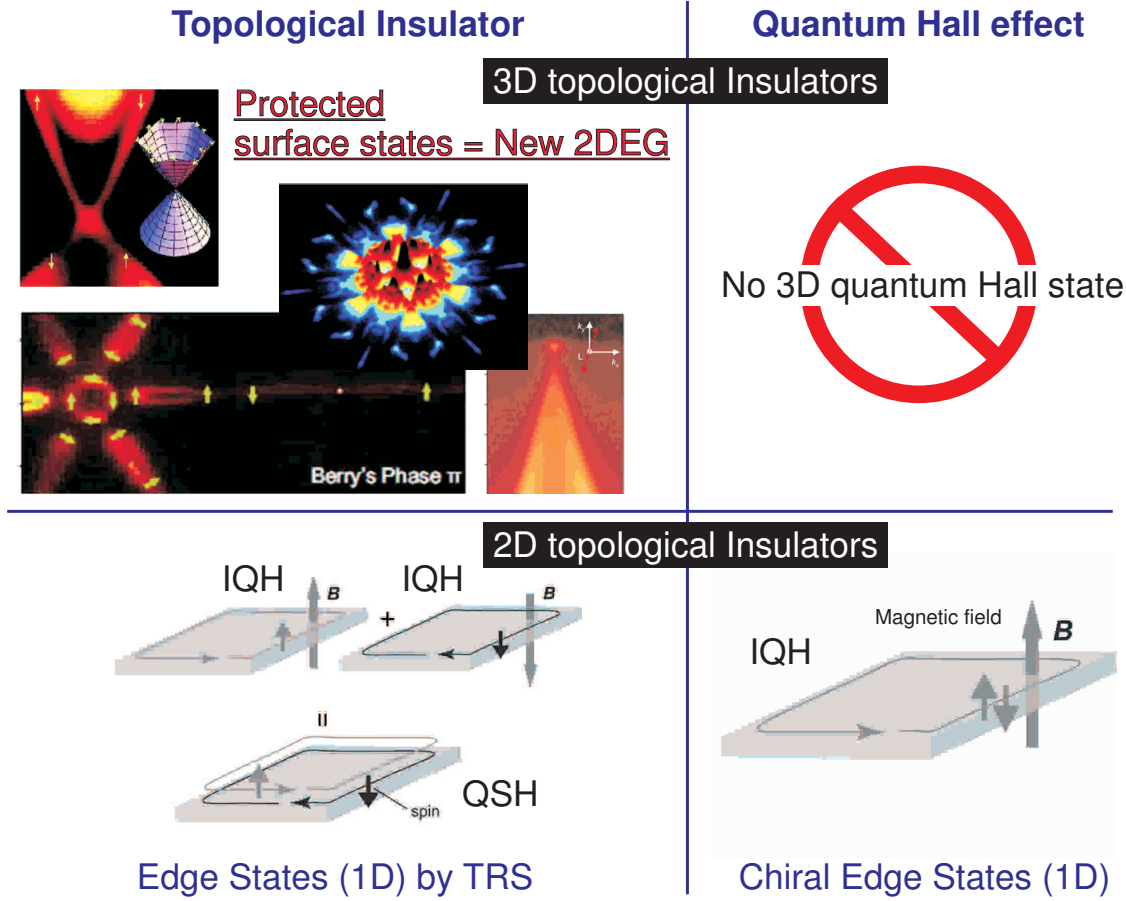 Topological Insulator
Quantum Hall effect
3D topological Insulators
Protected
surface states = New 2DEG
No 3D quantum Hall state
k_y
L
k_x
Berry's Phase π
2D topological Insulators
IQH
B
+
IQH
B
=
QSH
spin
Edge States (1D) by TRS
Magnetic field
IQH
B
Chiral Edge States (1D)